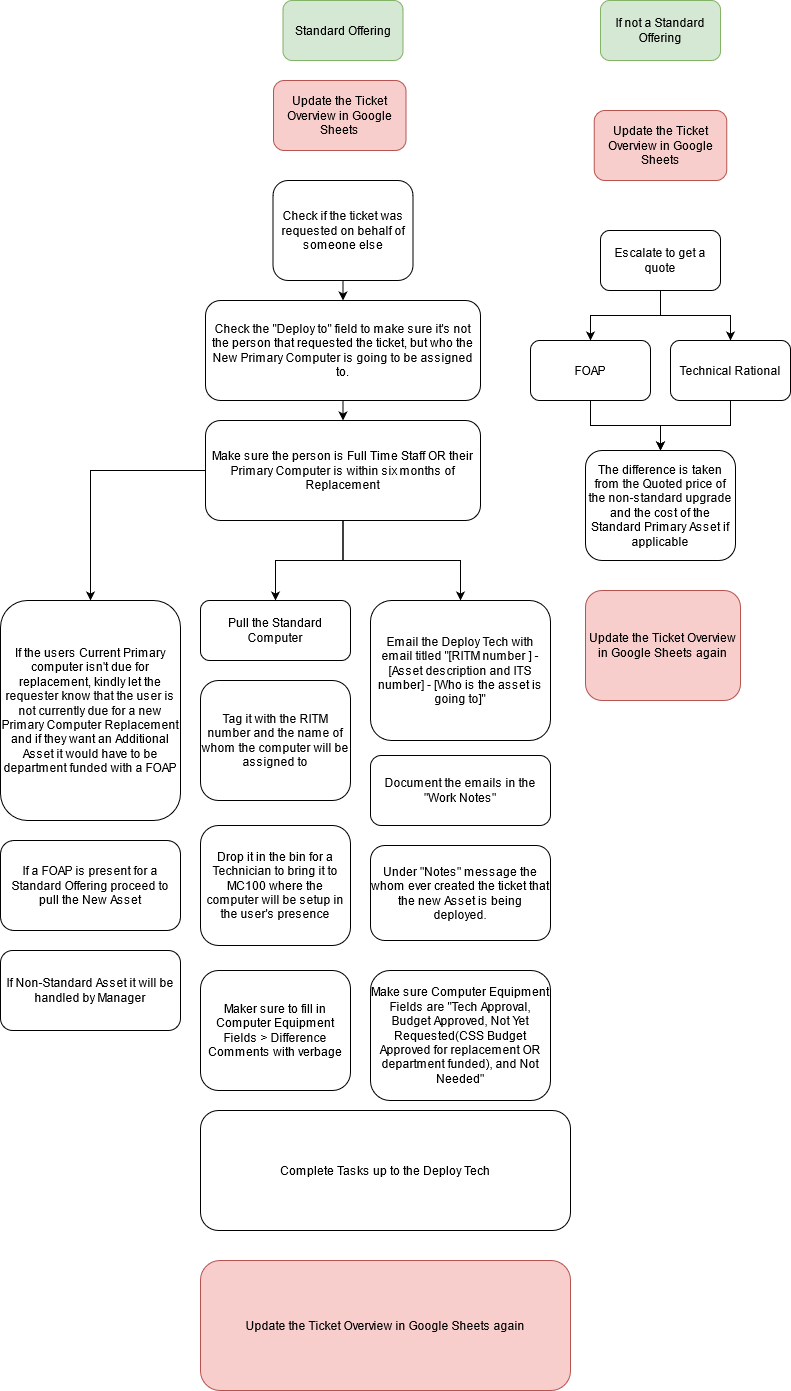 Standard Offering
If not a Standard
Offering
Update the Ticket
Overview in Google
Sheets
Update the Ticket
Overview in Google
Sheets
Check if the ticket was
requested on behalf of
someone else
Escalate to get a
quote
Check the "Deploy to" field to make sure it's not
the person that requested the ticket, but who the
New Primary Computer is going to be assigned
to.
FOAP
Technical Rational
Make sure the person is Full Time Staff OR their
Primary Computer is within six months of
Replacement
The difference is taken
from the Quoted price of
the non-standard upgrade
and the cost of the
Standard Primary Asset if
applicable
If the users Current Primary
computer isn't due for
replacement, kindly let the
requester know that the user is
not currently due for a new
Primary Computer Replacement
and if they want an Additional
Asset it would have to be
department funded with a FOAP
Pull the Standard
Computer
Email the Deploy Tech with
email titled "[RITM number ] -
[Asset description and ITS
number] - [Who is the asset is
going to]"
Update the Ticket Overview
in Google Sheets again
Tag it with the RITM
number and the name of
whom the computer will be
assigned to
Document the emails in the
"Work Notes"
If a FOAP is present for a
Standard Offering proceed to
pull the New Asset
Drop it in the bin for a
Technician to bring it to
MC100 where the
computer will be setup in
the user's presence
Under "Notes" message the
whom ever created the ticket that
the new Asset is being
deployed.
If Non-Standard Asset it will be
handled by Manager
Maker sure to fill in
Computer Equipment
Fields > Difference
Comments with verbage
Make sure Computer Equipment
Fields are "Tech Approval,
Budget Approved, Not Yet
Requested(CSS Budget
Approved for replacement OR
department funded), and Not
Needed"
Complete Tasks up to the Deploy Tech
Update the Ticket Overview in Google Sheets again